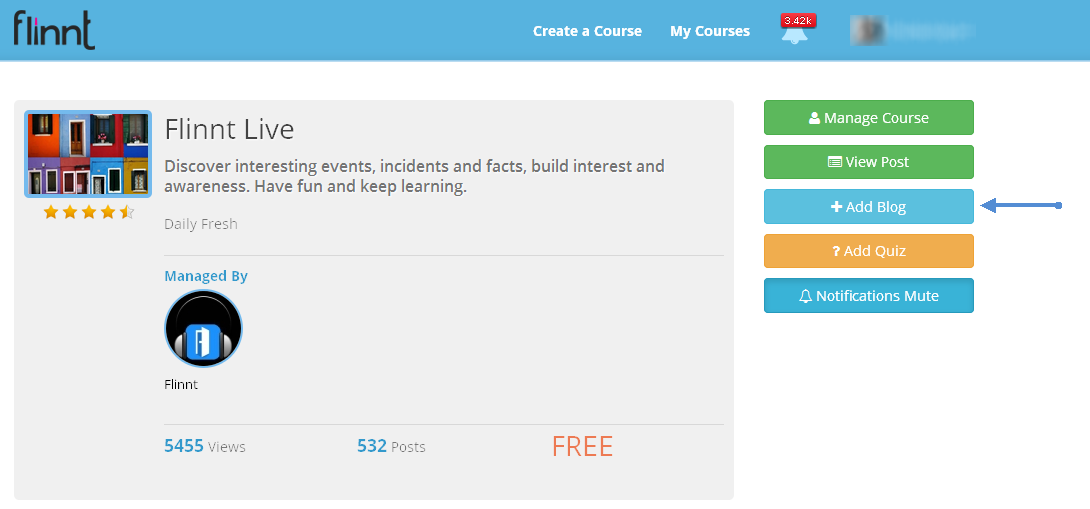 flinnt
Create a Course
My Courses
3.42k
Flinnt Live
Discover interesting events, incidents and facts, build interest and
awareness. Have fun and keep learning.
Daily Fresh
Managed By
Flinnt
5455 Views
532 Posts
FREE
Manage Course
View Post
Add Blog
? Add Quiz
Notifications Mute